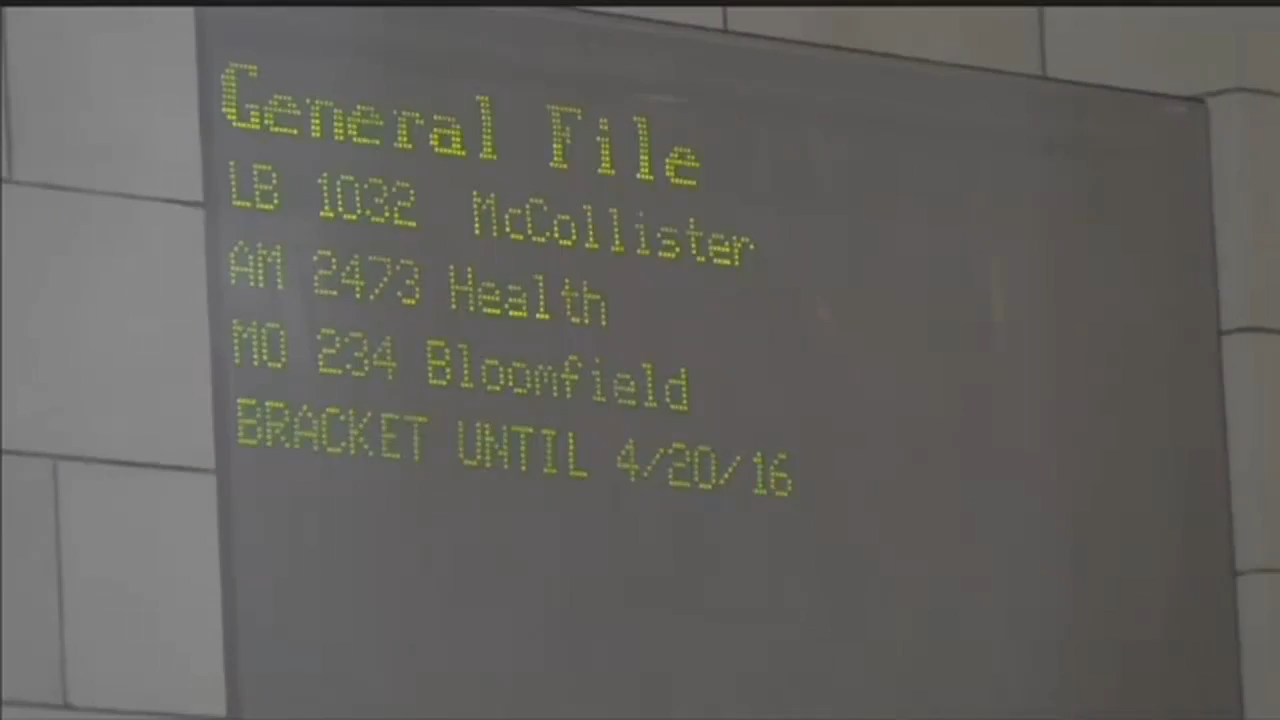 General File
LB 1032 McCollister
AM 2473 Health
MO 234 Bloomfield
BRACKET UNTIL 4/20/16